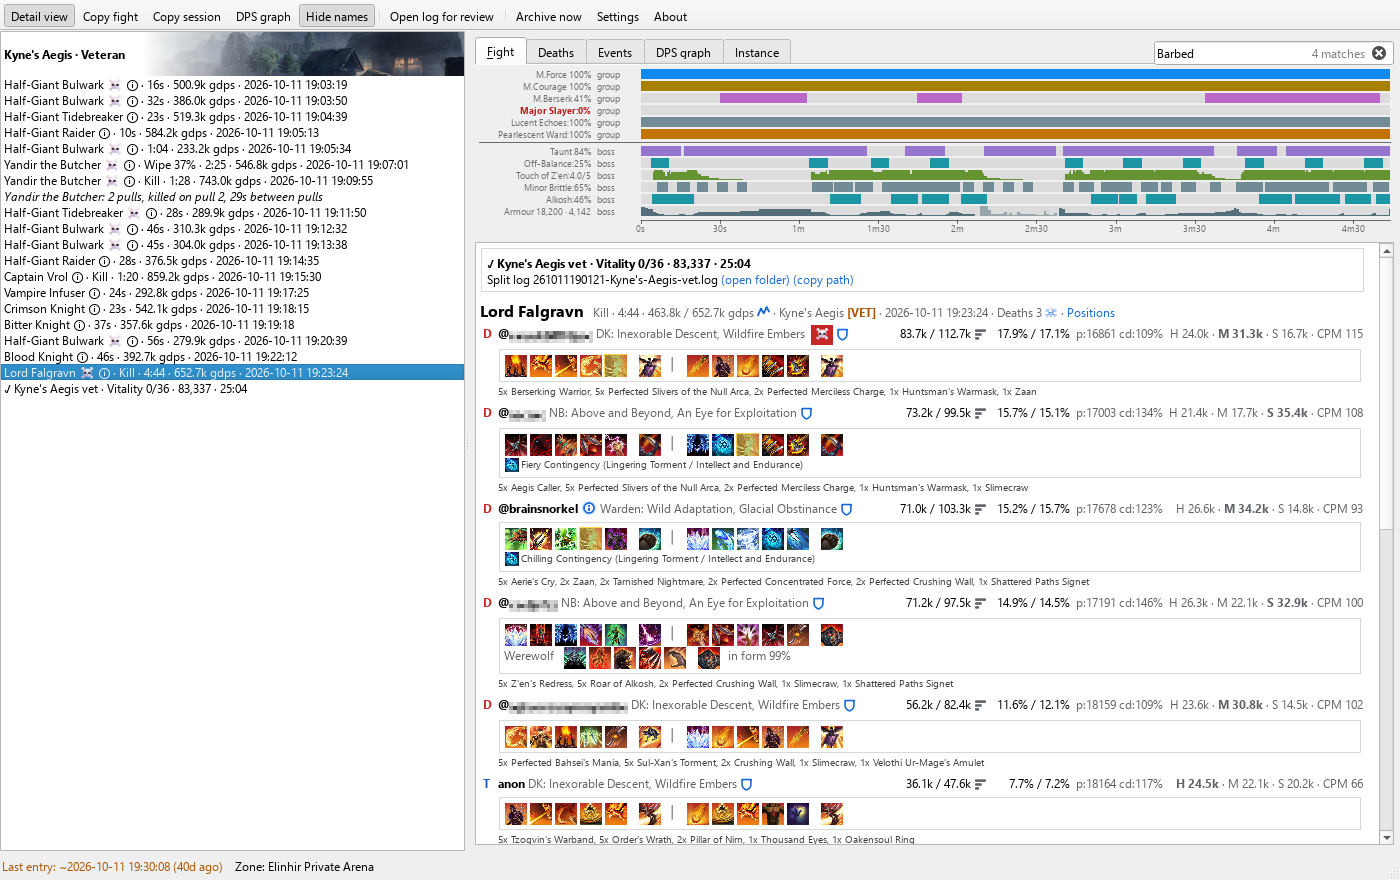 Detail view Copy fight Copy session DPS graph Hide names Open log for review Archive now Settings About
Kyne's Aegis · Veteran
Half-Giant Bulwark · 16s · 500.9k gdps · 2026-10-11 19:03:19
Half-Giant Bulwark · 32s · 386.0k gdps · 2026-10-11 19:03:50
Half-Giant Tidebreaker · 23s · 519.3k gdps · 2026-10-11 19:04:39
Half-Giant Raider · 10s · 584.2k gdps · 2026-10-11 19:05:13
Half-Giant Bulwark · 1:04 · 233.2k gdps · 2026-10-11 19:05:34
Yandir the Butcher · Wipe 37% · 2:25 · 546.8k gdps · 2026-10-11 19:07:01
Yandir the Butcher · Kill · 1:28 · 743.0k gdps · 2026-10-11 19:09:55
Yandir the Butcher: 2 pulls, killed on pull 2, 29s between pulls
Half-Giant Tidebreaker · 28s · 289.9k gdps · 2026-10-11 19:11:50
Half-Giant Bulwark · 46s · 310.3k gdps · 2026-10-11 19:12:32
Half-Giant Bulwark · 45s · 304.0k gdps · 2026-10-11 19:13:38
Half-Giant Raider · 28s · 376.5k gdps · 2026-10-11 19:14:35
Captain Vrol · Kill · 1:20 · 859.2k gdps · 2026-10-11 19:15:30
Vampire Infuser · 24s · 292.8k gdps · 2026-10-11 19:17:25
Crimson Knight · 23s · 542.1k gdps · 2026-10-11 19:18:15
Bitter Knight · 37s · 357.6k gdps · 2026-10-11 19:19:18
Half-Giant Bulwark · 56s · 279.9k gdps · 2026-10-11 19:20:39
Blood Knight · 46s · 392.7k gdps · 2026-10-11 19:22:12
Lord Falgravn · Kill · 4:44 · 652.7k gdps · 2026-10-11 19:23:24
✓ Kyne's Aegis vet · Vitality 0/36 · 83,337 · 25:04
Fight Deaths Events DPS graph Instance
Barbed 4 matches
M.Force 100% group
M.Courage 100% group
M.Berserk 41% group
Major Slayer:0% group
Lucent Echoes:100% group
Pearlescent Ward:100% group
Taunt 84% boss
Off-Balance:25% boss
Touch of Z'en:4.0/5 boss
Minor Brittle:65% boss
Alkosh:46% boss
Armour 18,200 - 4,142 boss
0s 30s 1m 1m30 2m 2m30 3m 3m30 4m 4m30
✓ Kyne's Aegis vet · Vitality 0/36 · 83,337 · 25:04
Split log 261011190121-Kyne's-Aegis-vet.log (open folder) (copy path)
Lord Falgravn Kill · 4:44 · 463.8k / 652.7k gdps · Kyne's Aegis [VET] · 2026-10-11 19:23:24 · Deaths 3 · Positions
D @ DK: Inexorable Descent, Wildfire Embers 83.7k / 112.7k 17.9% / 17.1% p:16861 cd:109% H 24.0k · M 31.3k · S 16.7k · CPM 115
5x Berserking Warrior, 5x Perfected Slivers of the Null Arca, 2x Perfected Merciless Charge, 1x Huntsman's Warmask, 1x Zaan
D @ NB: Above and Beyond, An Eye for Exploitation 73.2k / 99.5k 15.7% / 15.1% p:17003 cd:134% H 21.4k · M 17.7k · S 35.4k · CPM 108
Fiery Contingency (Lingering Torment / Intellect and Endurance)
5x Aegis Caller, 5x Perfected Slivers of the Null Arca, 2x Perfected Merciless Charge, 1x Huntsman's Warmask, 1x Slimecraw
D @brainsnorkel Warden: Wild Adaptation, Glacial Obstinance 71.0k / 103.3k 15.2% / 15.7% p:17678 cd:123% H 26.6k · M 34.2k · S 14.8k · CPM 93
Chilling Contingency (Lingering Torment / Intellect and Endurance)
5x Aerie's Cry, 2x Zaan, 2x Tarnished Nightmare, 2x Perfected Concentrated Force, 2x Perfected Crushing Wall, 1x Shattered Paths Signet
D @ NB: Above and Beyond, An Eye for Exploitation 71.2k / 97.5k 14.9% / 14.5% p:17191 cd:146% H 26.3k · M 22.1k · S 32.9k · CPM 100
Werewolf in form 99%
5x Z'en's Redress, 5x Roar of Alkosh, 2x Perfected Crushing Wall, 1x Slimecraw, 1x Shattered Paths Signet
D @ DK: Inexorable Descent, Wildfire Embers 56.2k / 82.4k 11.6% / 12.1% p:18159 cd:109% H 23.6k · M 30.8k · S 14.5k · CPM 102
5x Perfected Bahsei's Mania, 5x Sul-Xan's Torment, 2x Crushing Wall, 1x Slimecraw, 1x Velothi Ur-Mage's Amulet
T anon DK: Inexorable Descent, Wildfire Embers 36.1k / 47.6k 7.7% / 7.2% p:18164 cd:117% H 24.5k · M 22.1k · S 20.2k · CPM 66
5x Tzogvin's Warband, 5x Order's Wrath, 2x Pillar of Nirn, 1x Thousand Eyes, 1x Oakensoul Ring
Last entry: ~2026-10-11 19:30:08 (40d ago) Zone: Elinhir Private Arena